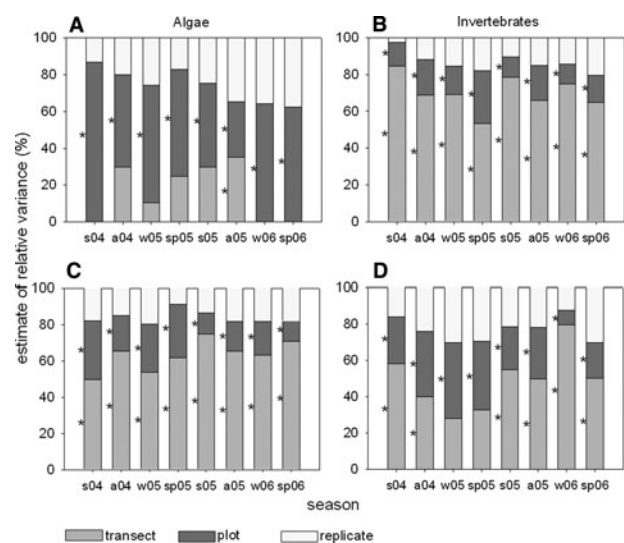 A Algae B Invertebrates
100 100
80 80
60 60
40 40
20 20
0 0
s04 a04 w05 sp05 s05 a05 w06 sp06 s04 a04 w05 sp05 s05 a05 w06 sp06
estimate of relative variance (%)
C D
100 100
80 80
60 60
40 40
20 20
0 0
s04 a04 w05 sp05 s05 a05 w06 sp06 s04 a04 w05 sp05 s05 a05 w06 sp06
season
transect plot replicate